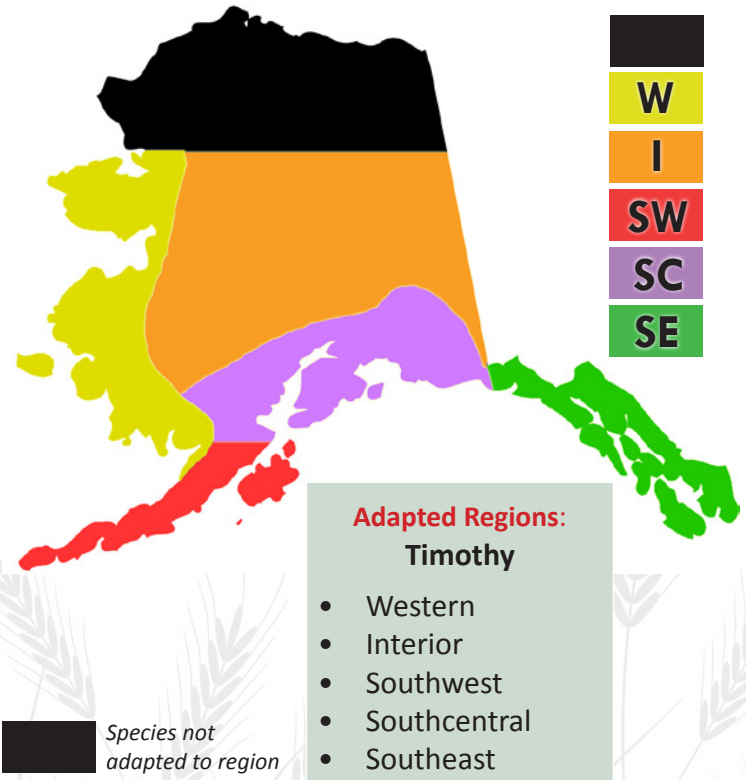 W
I
SW
SC
SE
Adapted Regions:
Timothy
• Western
• Interior
• Southwest
• Southcentral
• Southeast
Species not
adapted to region